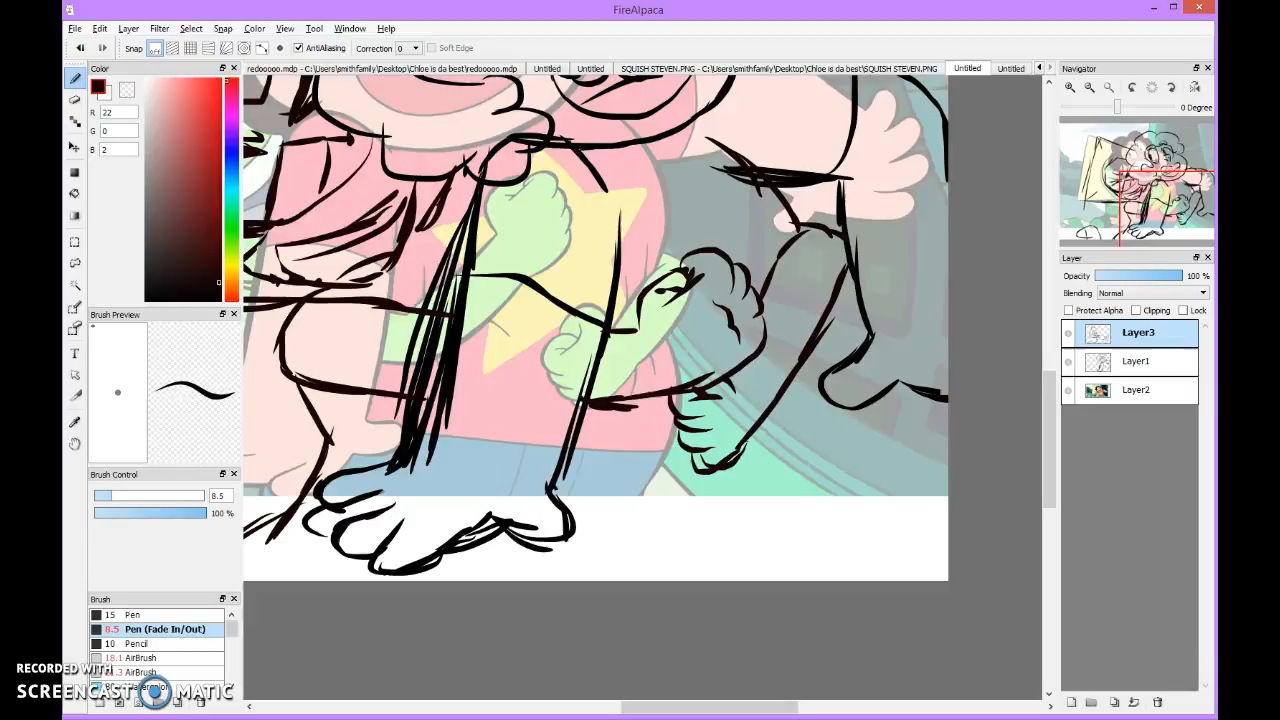 FireAlpaca
File Edit Layer Filter Select Snap Color View Tool Window Help
Snap off AntiAliasing Correction 0 Soft Edge
Color
redooooo.mdp - C:\Users\smithfamily\Desktop\Chloe is da best\redooooo.mdp Untitled Untitled SQUISH STEVEN.PNG - C:\Users\smithfamily\Desktop\Chloe is da best\SQUISH STEVEN.PNG Untitled Untitled
Navigator
R 22
G 0
B 2
0 Degree
Layer
Opacity 100 %
Blending Normal
Protect Alpha Clipping Lock
Layer3
Layer1
Layer2
Brush Preview
Brush Control
8.5
100 %
Brush
15 Pen
8.5 Pen (Fade In/Out)
10 Pencil
18.1 AirBrush
AirBrush
Watercolor
RECORDED WITH
SCREENCAST MATIC